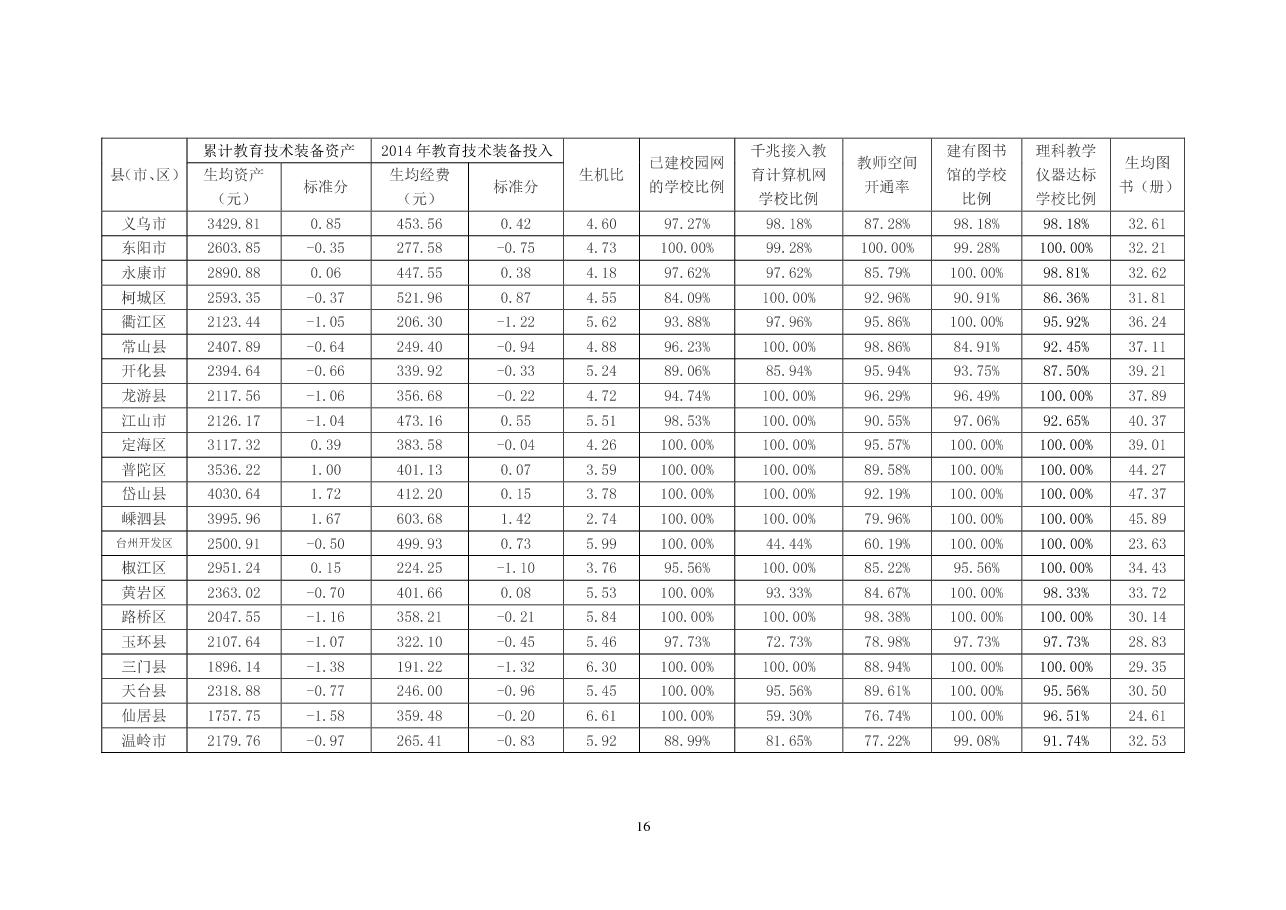 县(市、区) 累计教育技术装备资产 2014 年教育技术装备投入 生机比 已建校园网的学校比例 千兆接入教育计算机网学校比例 教师空间开通率 建有图书馆的学校比例 理科教学仪器达标学校比例 生均图书（册）
生均资产（元） 标准分 生均经费（元） 标准分
义乌市 3429.81 0.85 453.56 0.42 4.60 97.27% 98.18% 87.28% 98.18% 98.18% 32.61
东阳市 2603.85 -0.35 277.58 -0.75 4.73 100.00% 99.28% 100.00% 99.28% 100.00% 32.21
永康市 2890.88 0.06 447.55 0.38 4.18 97.62% 97.62% 85.79% 100.00% 98.81% 32.62
柯城区 2593.35 -0.37 521.96 0.87 4.55 84.09% 100.00% 92.96% 90.91% 86.36% 31.81
衢江区 2123.44 -1.05 206.30 -1.22 5.62 93.88% 97.96% 95.86% 100.00% 95.92% 36.24
常山县 2407.89 -0.64 249.40 -0.94 4.88 96.23% 100.00% 98.86% 84.91% 92.45% 37.11
开化县 2394.64 -0.66 339.92 -0.33 5.24 89.06% 85.94% 95.94% 93.75% 87.50% 39.21
龙游县 2117.56 -1.06 356.68 -0.22 4.72 94.74% 100.00% 96.29% 96.49% 100.00% 37.89
江山市 2126.17 -1.04 473.16 0.55 5.51 98.53% 100.00% 90.55% 97.06% 92.65% 40.37
定海区 3117.32 0.39 383.58 -0.04 4.26 100.00% 100.00% 95.57% 100.00% 100.00% 39.01
普陀区 3536.22 1.00 401.13 0.07 3.59 100.00% 100.00% 89.58% 100.00% 100.00% 44.27
岱山县 4030.64 1.72 412.20 0.15 3.78 100.00% 100.00% 92.19% 100.00% 100.00% 47.37
嵊泗县 3995.96 1.67 603.68 1.42 2.74 100.00% 100.00% 79.96% 100.00% 100.00% 45.89
台州开发区 2500.91 -0.50 499.93 0.73 5.99 100.00% 44.44% 60.19% 100.00% 100.00% 23.63
椒江区 2951.24 0.15 224.25 -1.10 3.76 95.56% 100.00% 85.22% 95.56% 100.00% 34.43
黄岩区 2363.02 -0.70 401.66 0.08 5.53 100.00% 93.33% 84.67% 100.00% 98.33% 33.72
路桥区 2047.55 -1.16 358.21 -0.21 5.84 100.00% 100.00% 98.38% 100.00% 100.00% 30.14
玉环县 2107.64 -1.07 322.10 -0.45 5.46 97.73% 72.73% 78.98% 97.73% 97.73% 28.83
三门县 1896.14 -1.38 191.22 -1.32 6.30 100.00% 100.00% 88.94% 100.00% 100.00% 29.35
天台县 2318.88 -0.77 246.00 -0.96 5.45 100.00% 95.56% 89.61% 100.00% 95.56% 30.50
仙居县 1757.75 -1.58 359.48 -0.20 6.61 100.00% 59.30% 76.74% 100.00% 96.51% 24.61
温岭市 2179.76 -0.97 265.41 -0.83 5.92 88.99% 81.65% 77.22% 99.08% 91.74% 32.53
16